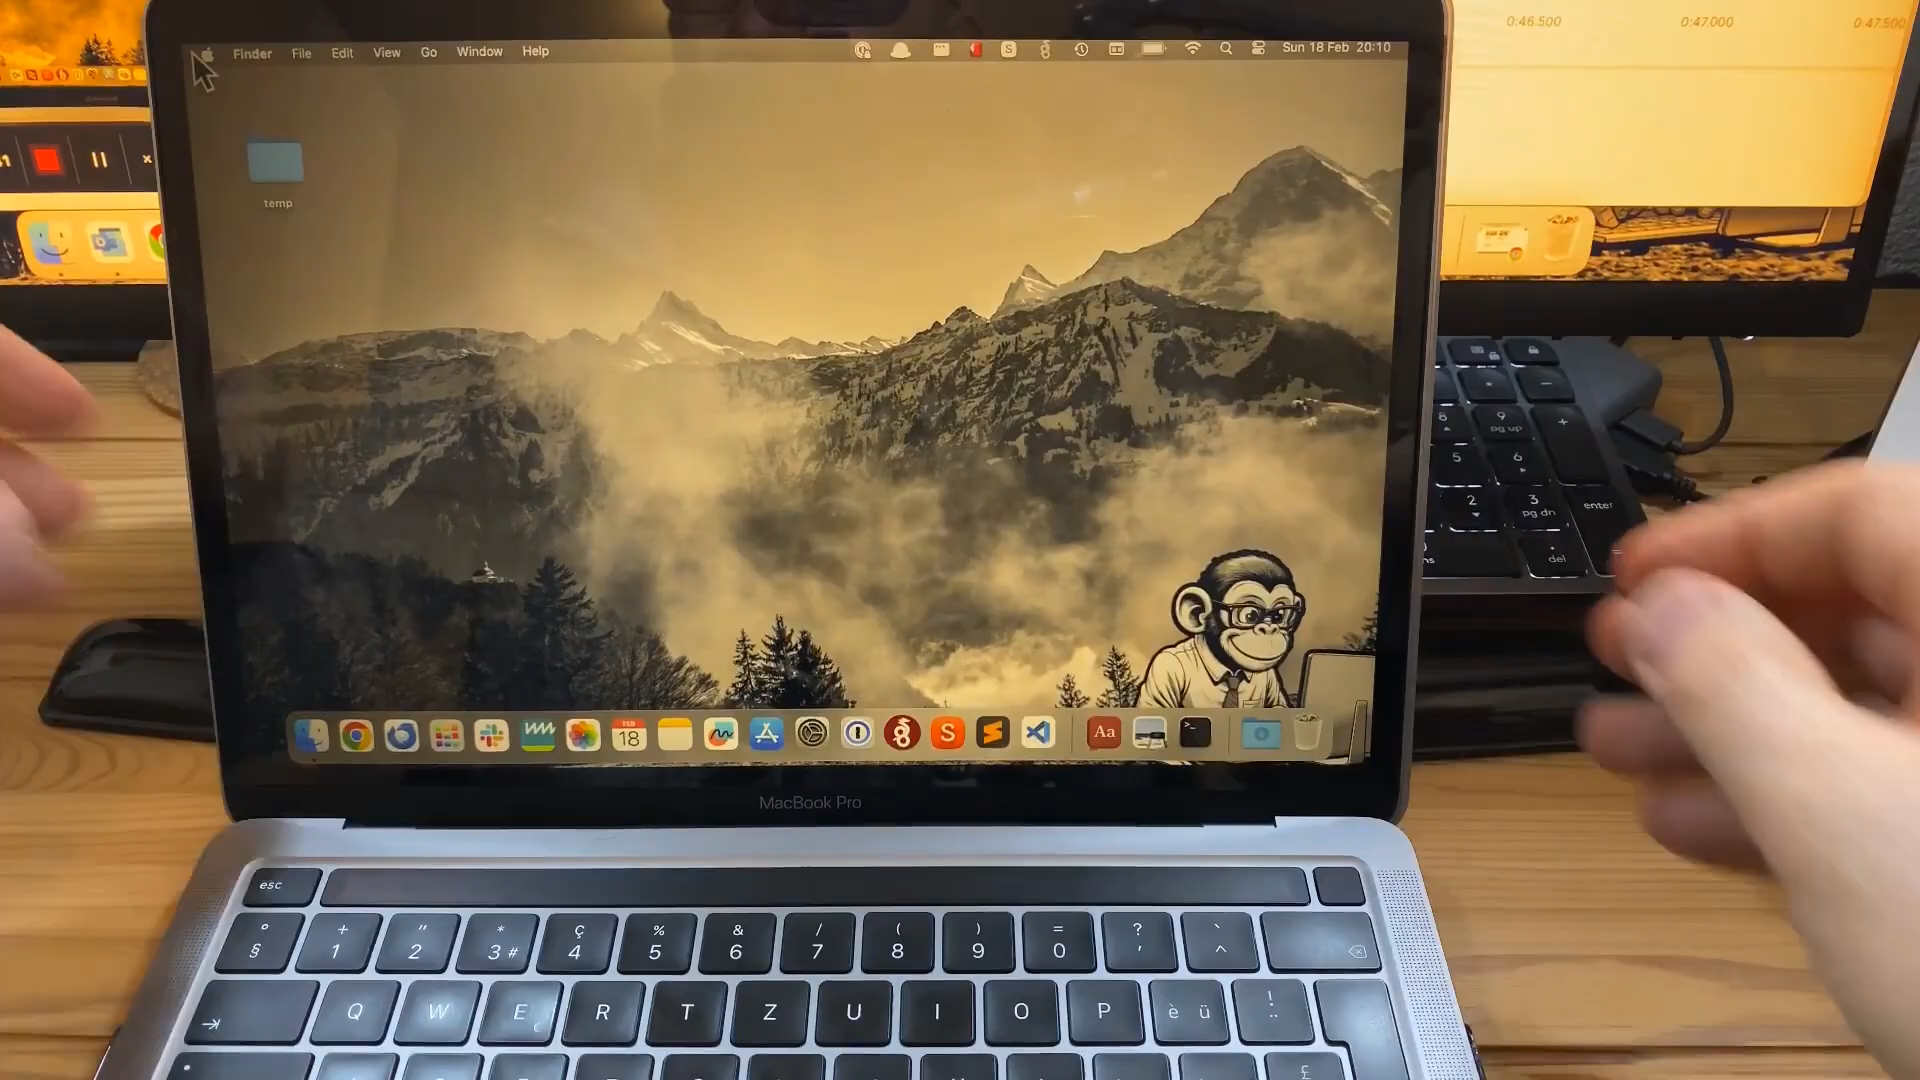 0:46.500 0:47.000 0:47.500
Finder File Edit View Go Window Help
S
Sun 18 Feb 20:10
temp
FEB
18
S
Aa
MacBook Pro
8
9
pg up
+
5
6
2
3
pg dn
enter
del
esc
° + " * ç % & / ( ) = ? `
§ 1 2 3 # 4 5 6 7 8 9 0 ' ^
Q W E R T Z U I O P è ü ! ¨
£